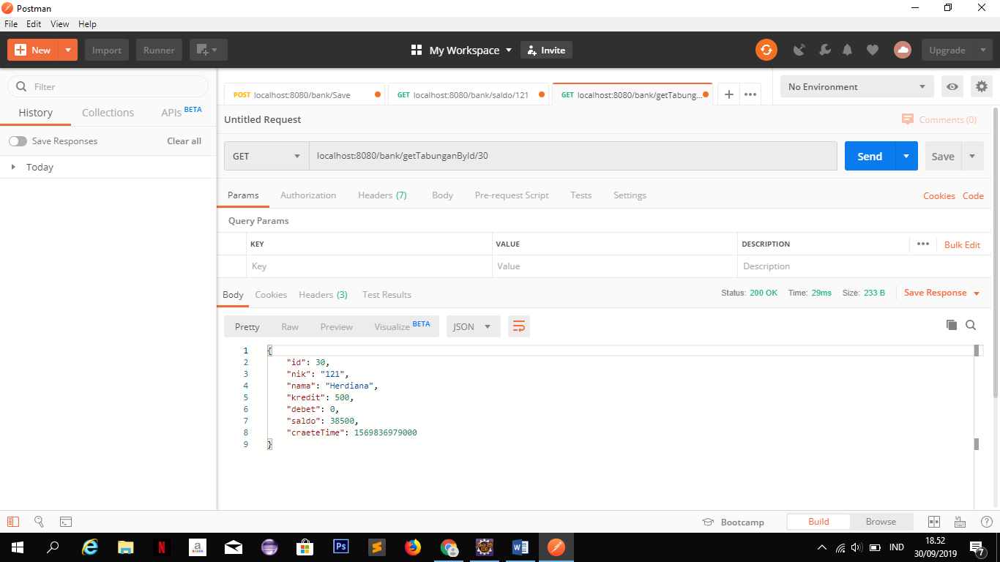 Postman
File Edit View Help
New Import Runner My Workspace Invite Upgrade
Filter
History Collections APIs BETA
Save Responses Clear all
Today
POST localhost:8080/bank/Save GET localhost:8080/bank/saldo/121 GET localhost:8080/bank/getTabung... No Environment
Untitled Request Comments (0)
GET localhost:8080/bank/getTabunganById/30 Send Save
Params Authorization Headers (7) Body Pre-request Script Tests Settings Cookies Code
Query Params
KEY VALUE DESCRIPTION Bulk Edit
Key Value Description
Body Cookies Headers (3) Test Results Status: 200 OK Time: 29ms Size: 233 B Save Response
Pretty Raw Preview Visualize BETA JSON
1 {
2 "id": 30,
3 "nik": "121",
4 "nama": "Herdiana",
5 "kredit": 500,
6 "debet": 0,
7 "saldo": 38500,
8 "craeteTime": 1569836979000
9 }
Bootcamp Build Browse
IND 18.52
30/09/2019 7